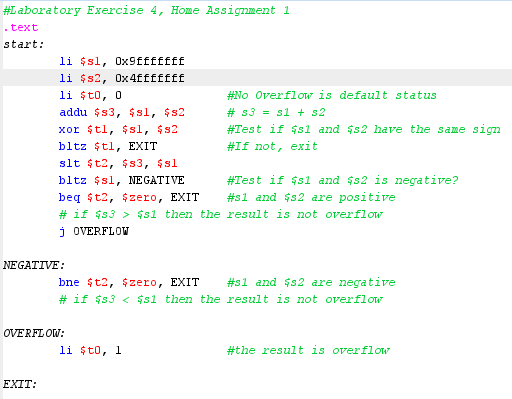 #Laboratory Exercise 4, Home Assignment 1
.text
start:
li $s1, 0x9fffffff
li $s2, 0x4fffffff
li $t0, 0 #No Overflow is default status
addu $s3, $s1, $s2 # s3 = s1 + s2
xor $t1, $s1, $s2 #Test if $s1 and $s2 have the same sign
bltz $t1, EXIT #If not, exit
slt $t2, $s3, $s1
bltz $s1, NEGATIVE #Test if $s1 and $s2 is negative?
beq $t2, $zero, EXIT #s1 and $s2 are positive
# if $s3 > $s1 then the result is not overflow
j OVERFLOW
NEGATIVE:
bne $t2, $zero, EXIT #s1 and $s2 are negative
# if $s3 < $s1 then the result is not overflow
OVERFLOW:
li $t0, 1 #the result is overflow
EXIT: